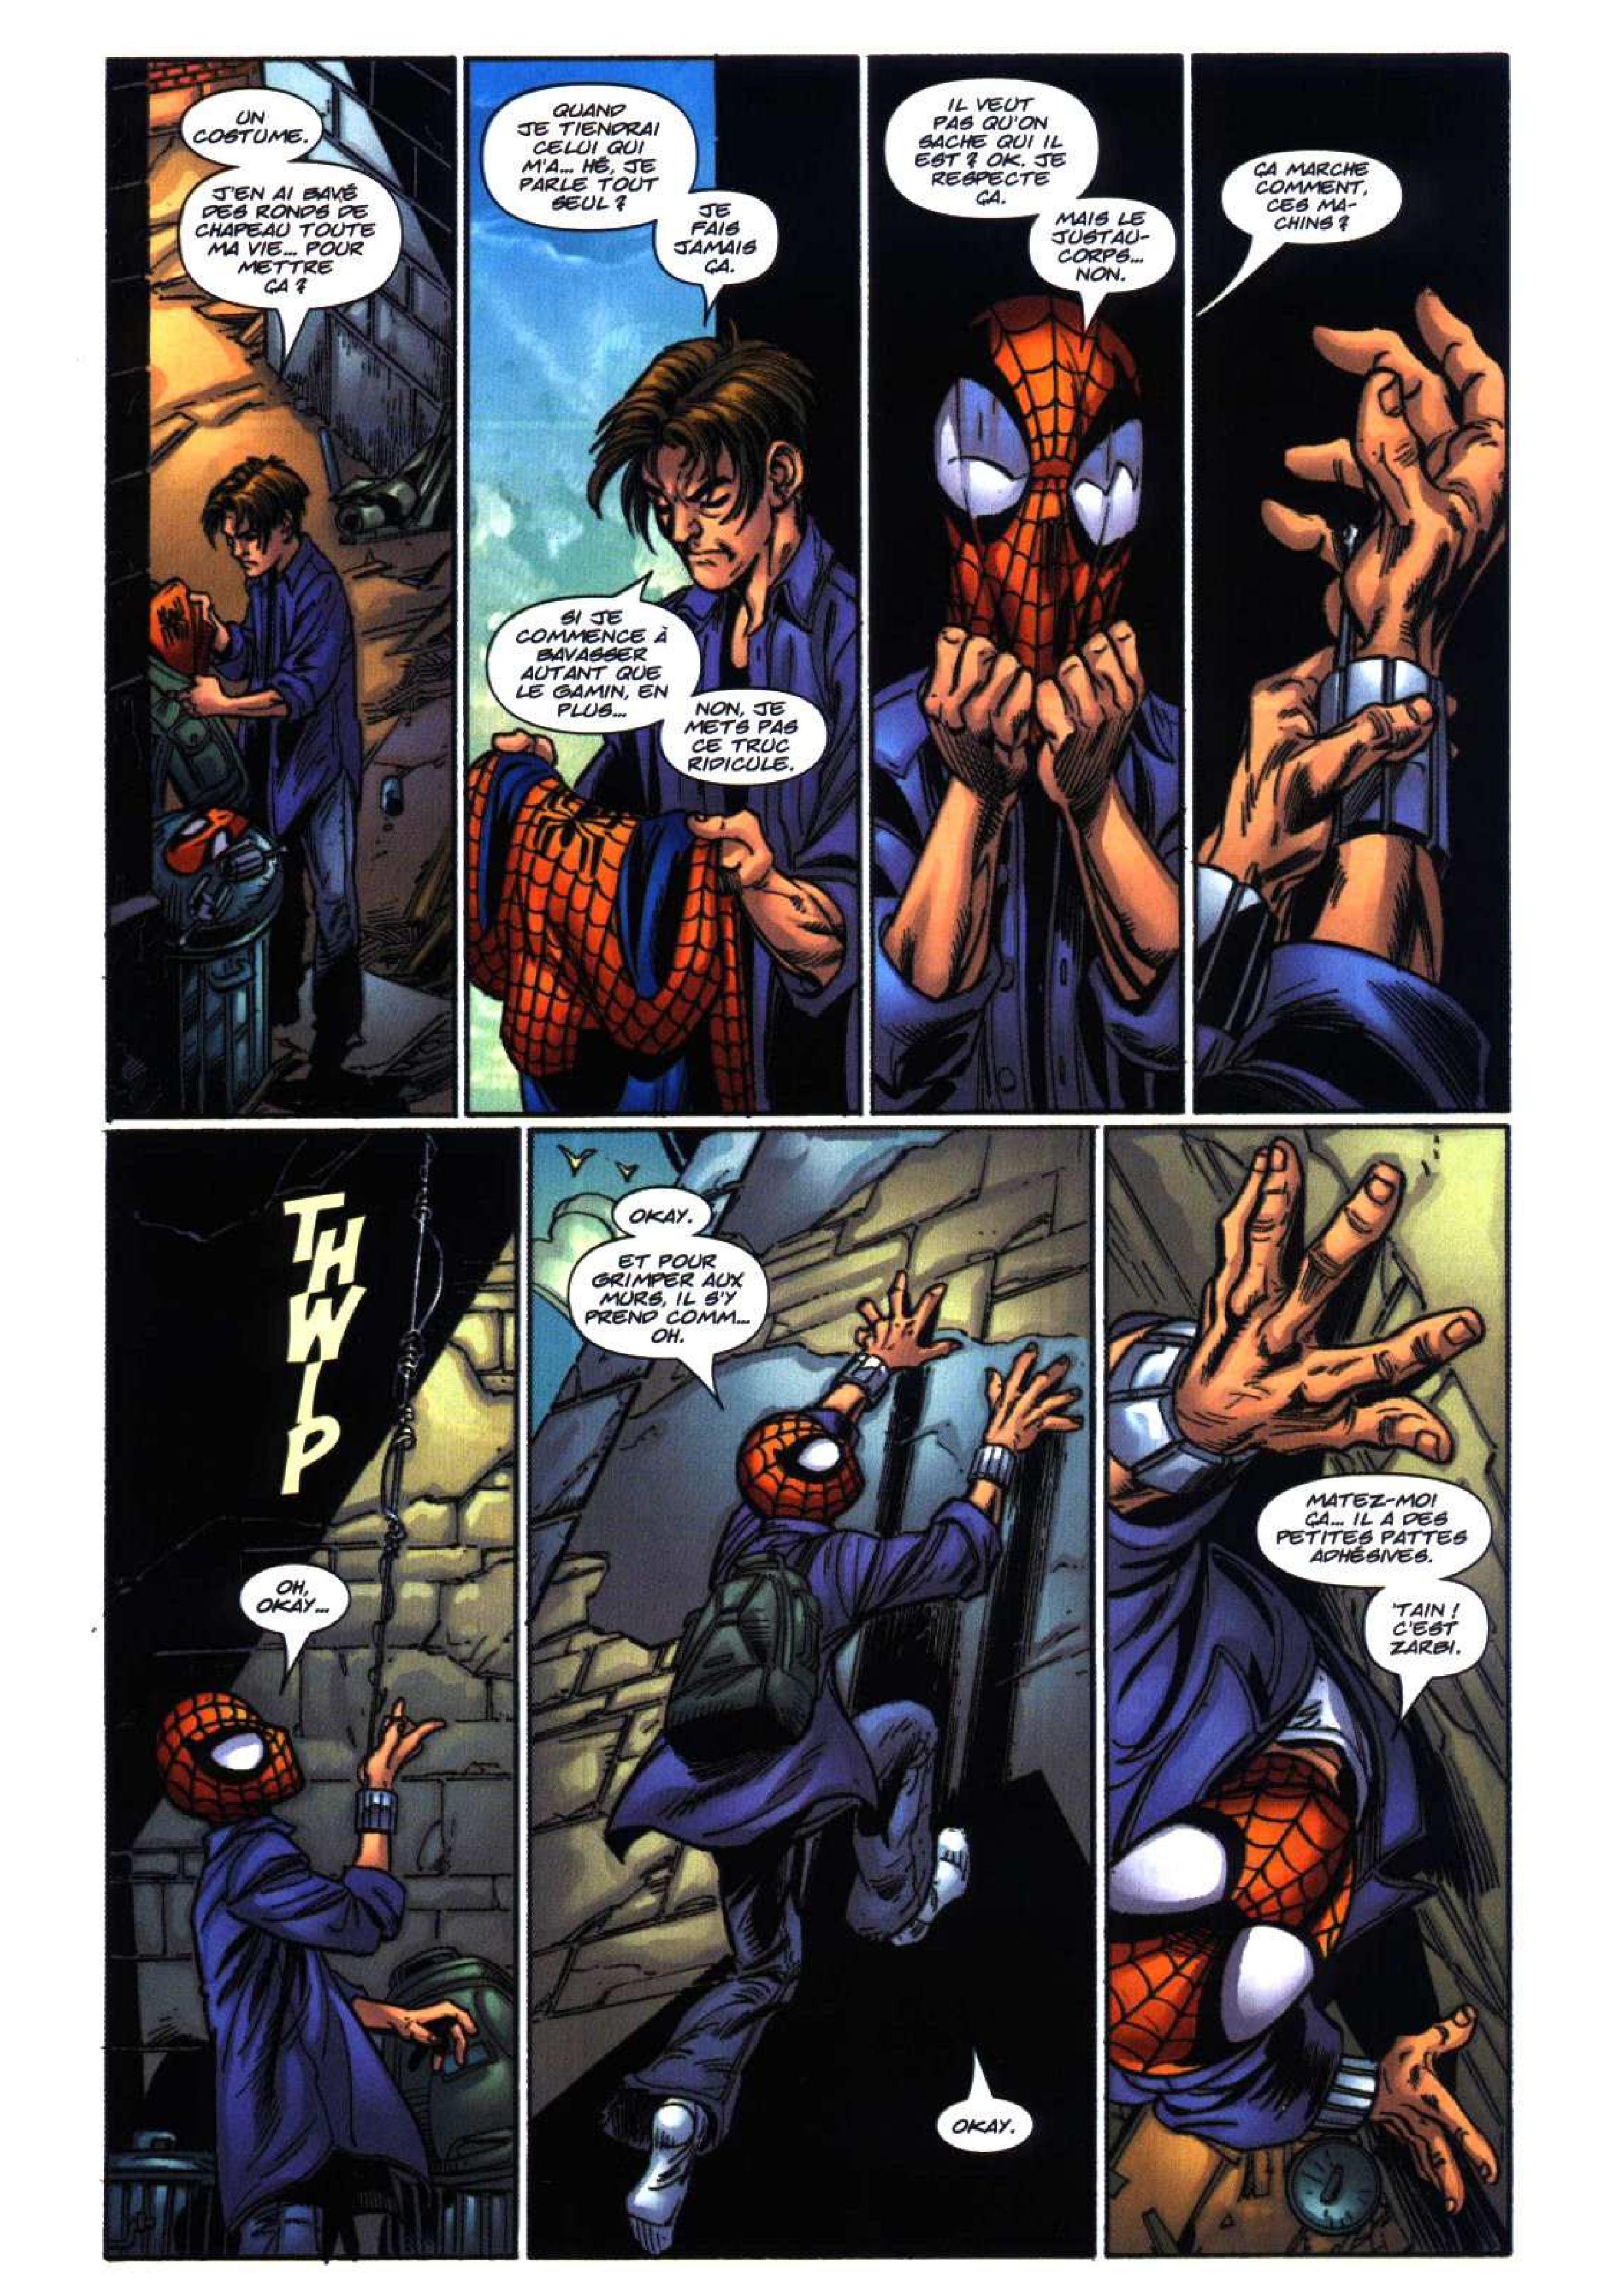 UN
COSTUME.
J'EN AI BAVÉ
DES RONDS DE
CHAPEAU TOUTE
MA VIE... POUR
METTRE
ÇA ?
QUAND
JE TIENDRAI
CELUI QUI
M'A... HÉ, JE
PARLE TOUT
SEUL ?
JE
FAIS
JAMAIS
ÇA.
SI JE
COMMENCE À
BAVASSER
AUTANT QUE
LE GAMIN, EN
PLUS...
NON, JE
METS PAS
CE TRUC
RIDICULE.
IL VEUT
PAS QU'ON
SACHE QUI IL
EST ? OK. JE
RESPECTE
ÇA.
MAIS LE
JUSTAU-
CORPS...
NON.
ÇA MARCHE
COMMENT,
CES MA-
CHINS ?
THWIP
OH,
OKAY...
OKAY.
ET POUR
GRIMPER AUX
MURS, IL S'Y
PREND COMM...
OH.
OKAY.
MATEZ-MOI
ÇA... IL A DES
PETITES PATTES
ADHÉSIVES.
'TAIN !
C'EST
ZARBI.